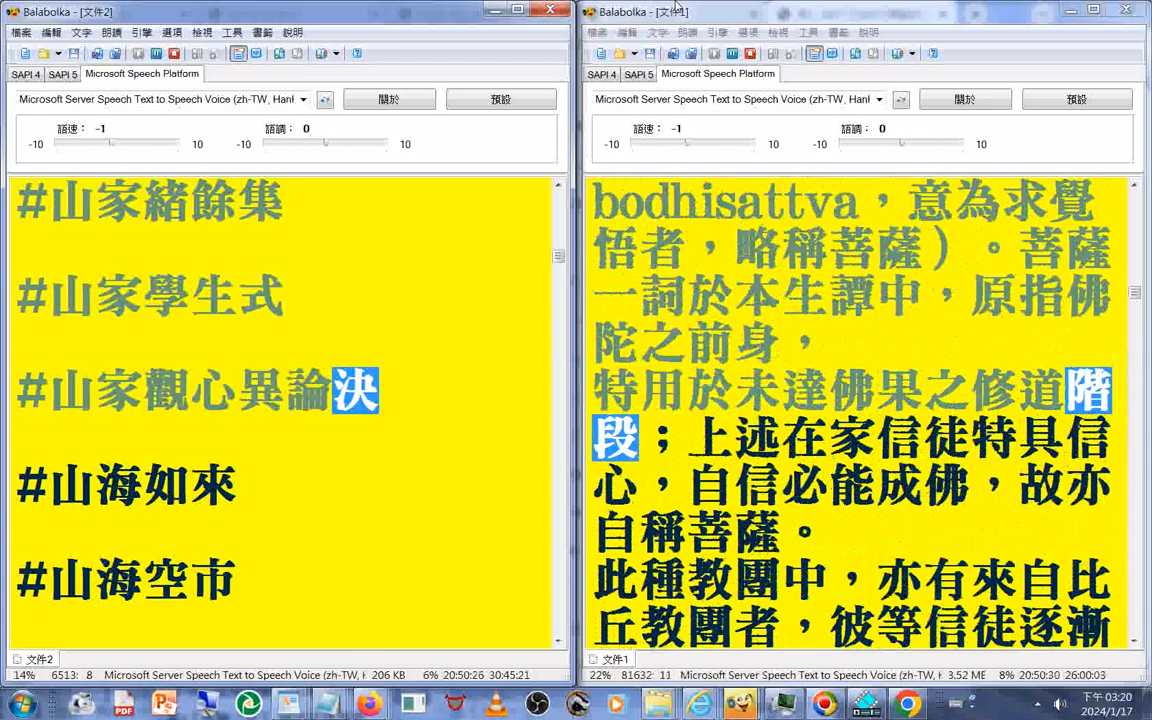 Balabolka - [文件2]
檔案 編輯 文字 朗讀 引擎 選項 檢視 工具 書籤 說明
SAPI 4 SAPI 5 Microsoft Speech Platform
Microsoft Server Speech Text to Speech Voice (zh-TW, Hanl
關於 預設
語速： -1 語調： 0
-10 10 -10 10
#山家緒餘集
#山家學生式
#山家觀心異論決
#山海如來
#山海空市
文件2
14% 6513: 8 Microsoft Server Speech Text to Speech Voice (zh-TW, H 206 KB 6% 20:50:26 30:45:21
Balabolka - [文件1]
檔案 編輯 文字 朗讀 引擎 選項 檢視 工具 書籤 說明
SAPI 4 SAPI 5 Microsoft Speech Platform
Microsoft Server Speech Text to Speech Voice (zh-TW, Hanl
關於 預設
語速： -1 語調： 0
-10 10 -10 10
bodhisattva，意為求覺
悟者，略稱菩薩）。菩薩
一詞於本生譚中，原指佛
陀之前身，
特用於未達佛果之修道階
段；上述在家信徒特具信
心，自信必能成佛，故亦
自稱菩薩。
此種教團中，亦有來自比
丘教團者，彼等信徒逐漸
文件1
22% 81632: 11 Microsoft Server Speech Text to Speech Voice (zh-TW, H 3.52 MB 8% 20:50:30 26:00:03
下午 03:20
2024/1/17